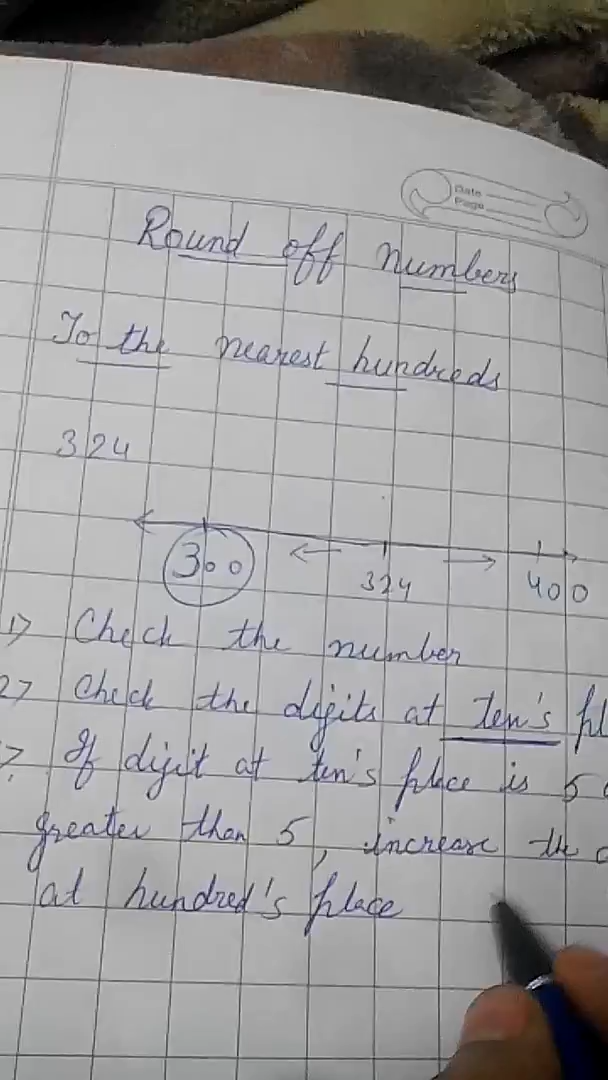 Date
Page
Round off numbers
To the nearest hundreds
324
300 324 400
1> Check the number
2> Check the digits at ten's pl
> If digit at ten's place is 5
greater than 5, increase the
at hundred's place